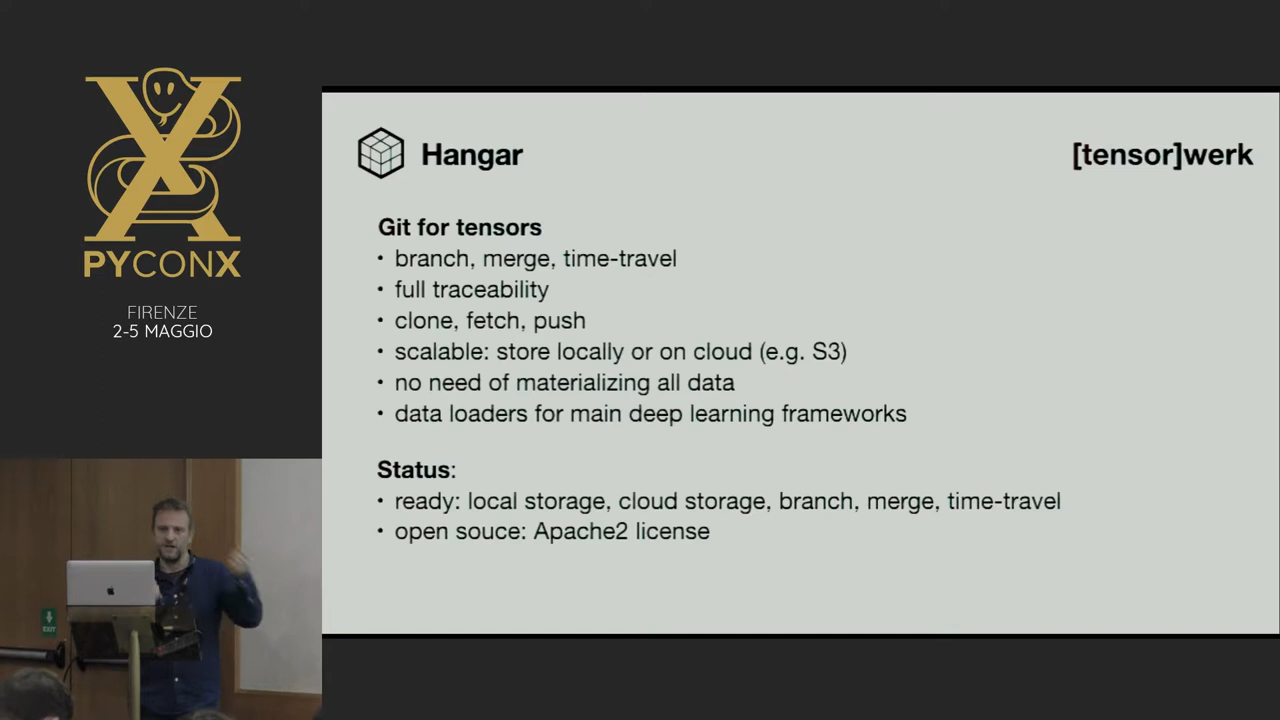 PYCONX
FIRENZE
2-5 MAGGIO
Hangar
[tensor]werk
Git for tensors
• branch, merge, time-travel
• full traceability
• clone, fetch, push
• scalable: store locally or on cloud (e.g. S3)
• no need of materializing all data
• data loaders for main deep learning frameworks
Status:
• ready: local storage, cloud storage, branch, merge, time-travel
• open souce: Apache2 license
EXIT